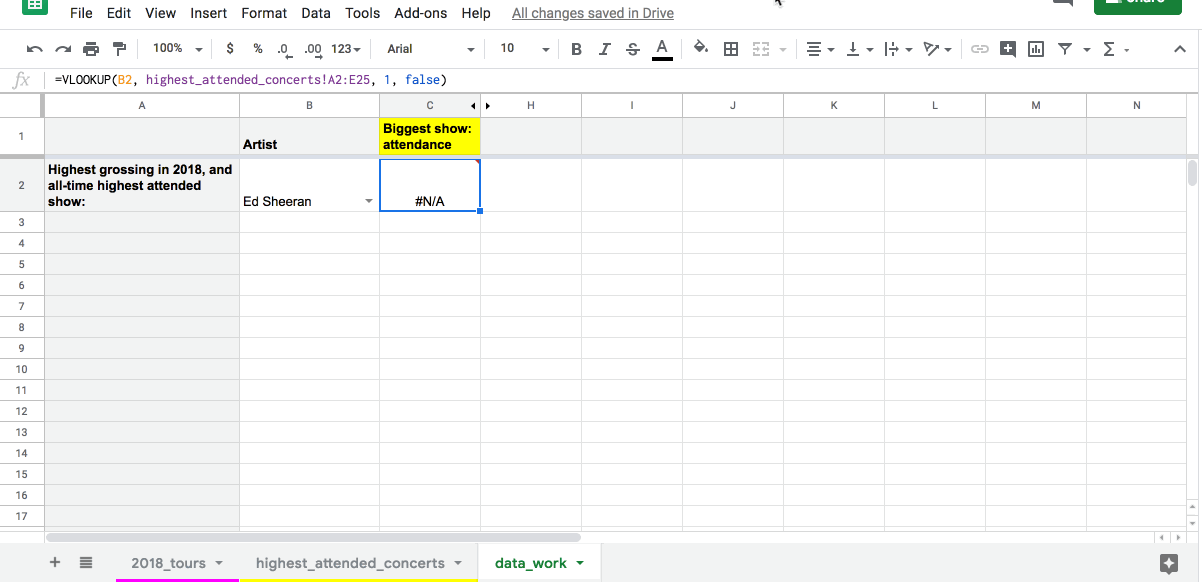 Share
File Edit View Insert Format Data Tools Add-ons Help All changes saved in Drive
100% $ % .0 .00 123 Arial 10 B I S A Σ
fx =VLOOKUP(B2, highest_attended_concerts!A2:E25, 1, false)
A B C H I J K L M N
1 Artist Biggest show:
attendance
Highest grossing in 2018, and
2 all-time highest attended
show: Ed Sheeran #N/A
3
4
5
6
7
8
9
10
11
12
13
14
15
16
17
+ 2018_tours highest_attended_concerts data_work